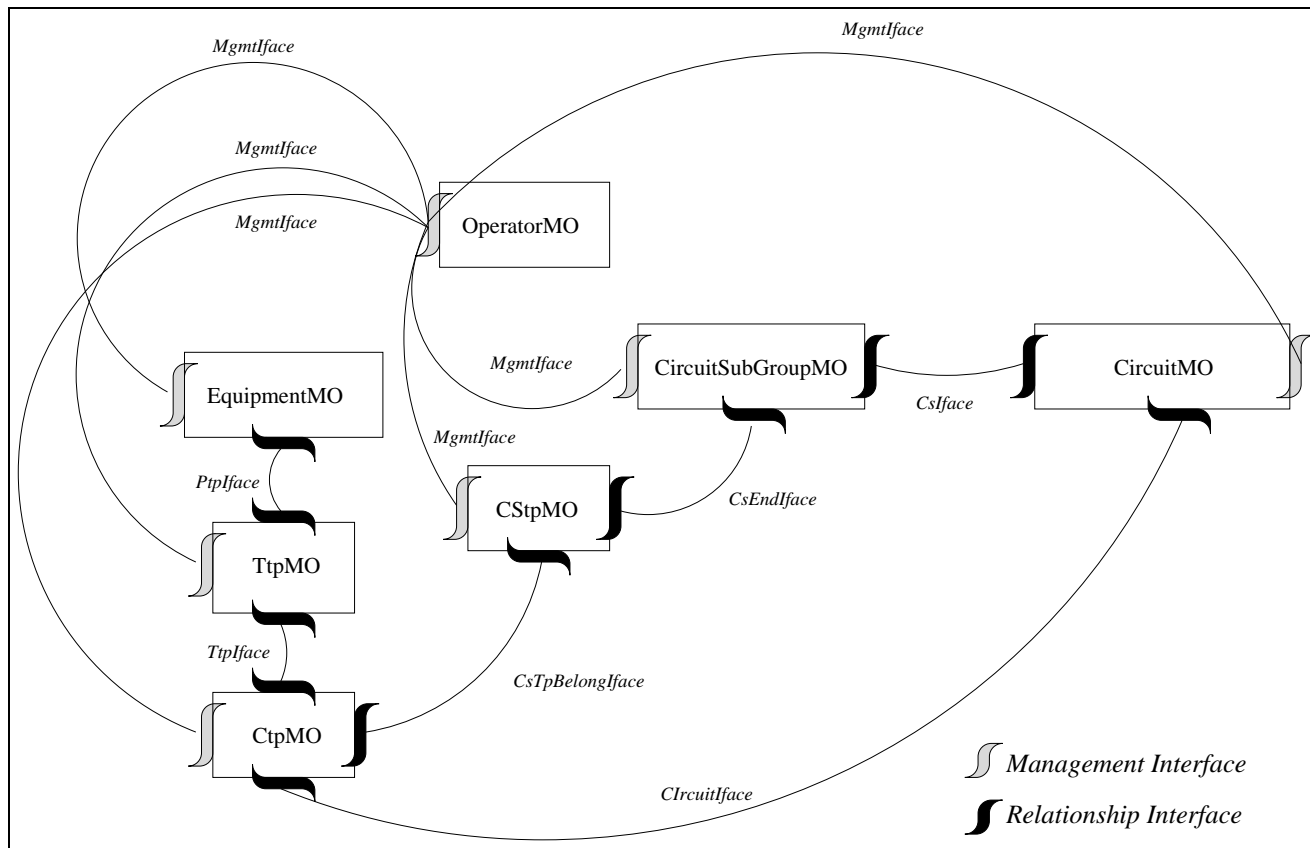 MgmtIface
MgmtIface
MgmtIface
MgmtIface
OperatorMO
EquipmentMO
MgmtIface
CircuitSubGroupMO
CsIface
CircuitMO
MgmtIface
PtpIface
CStpMO
CsEndIface
TtpMO
TtpIface
CsTpBelongIface
CtpMO
CIrcuitIface
Management Interface
Relationship Interface